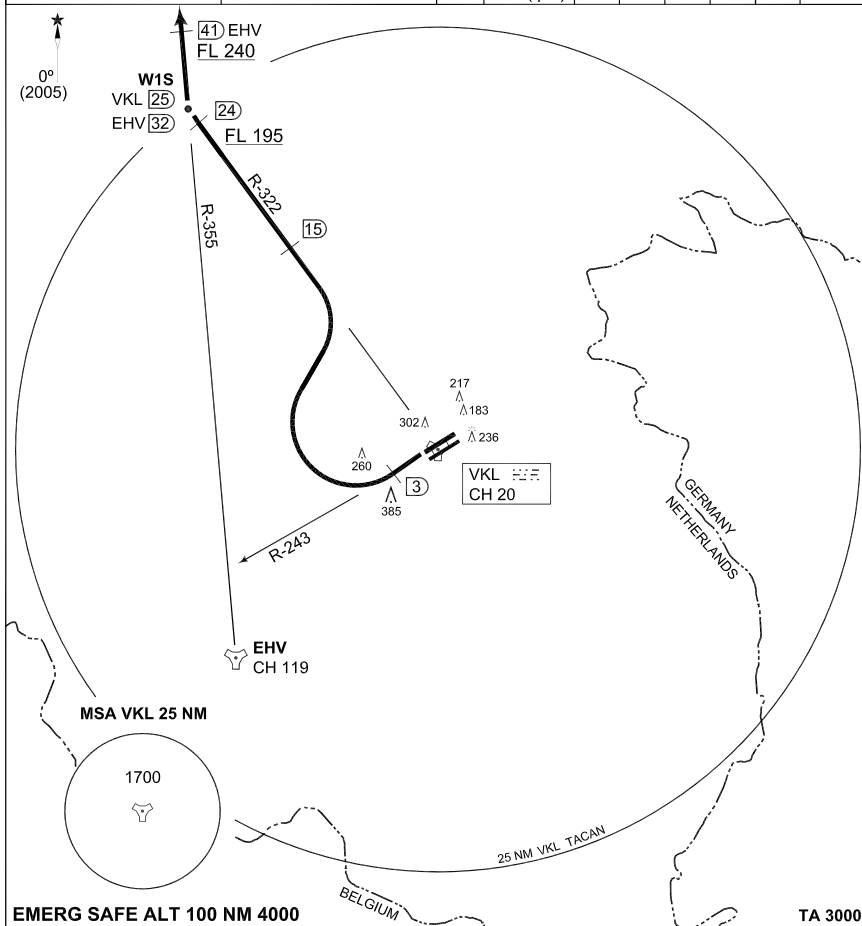 41 EHV
FL 240
0°
(2005)
W1S
VKL 25
EHV 32
24
FL 195
R-322
R-355
15
217
183
302
236
260
VKL
CH 20
3
385
R-243
GERMANY
NETHERLANDS
EHV
CH 119
MSA VKL 25 NM
1700
25 NM VKL TACAN
BELGIUM
EMERG SAFE ALT 100 NM 4000
TA 3000